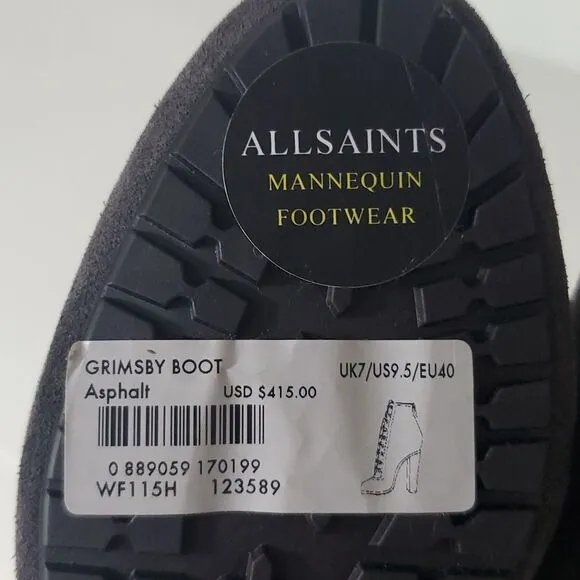 ALLSAINTS
MANNEQUIN
FOOTWEAR
GRIMSBY BOOT UK7/US9.5/EU40
Asphalt USD $415.00
0 889059 170199
WF115H 123589